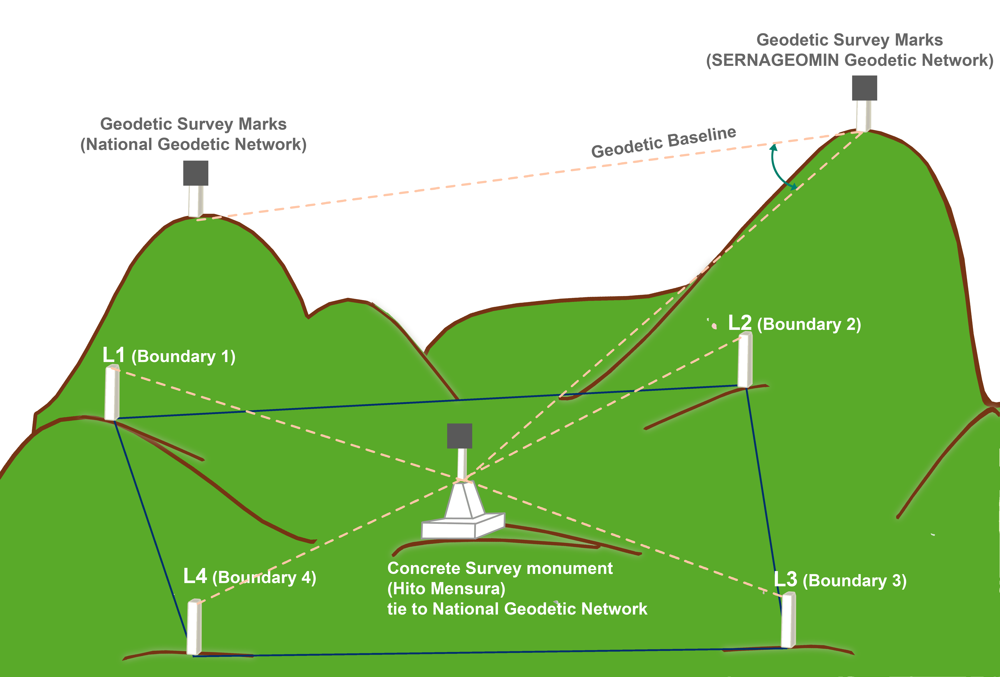 Geodetic Survey Marks
(SERNAGEOMIN Geodetic Network)
Geodetic Survey Marks
(National Geodetic Network)
Geodetic Baseline
L2 (Boundary 2)
L1 (Boundary 1)
Concrete Survey monument
(Hito Mensura)
tie to National Geodetic Network
L4 (Boundary 4)
L3 (Boundary 3)